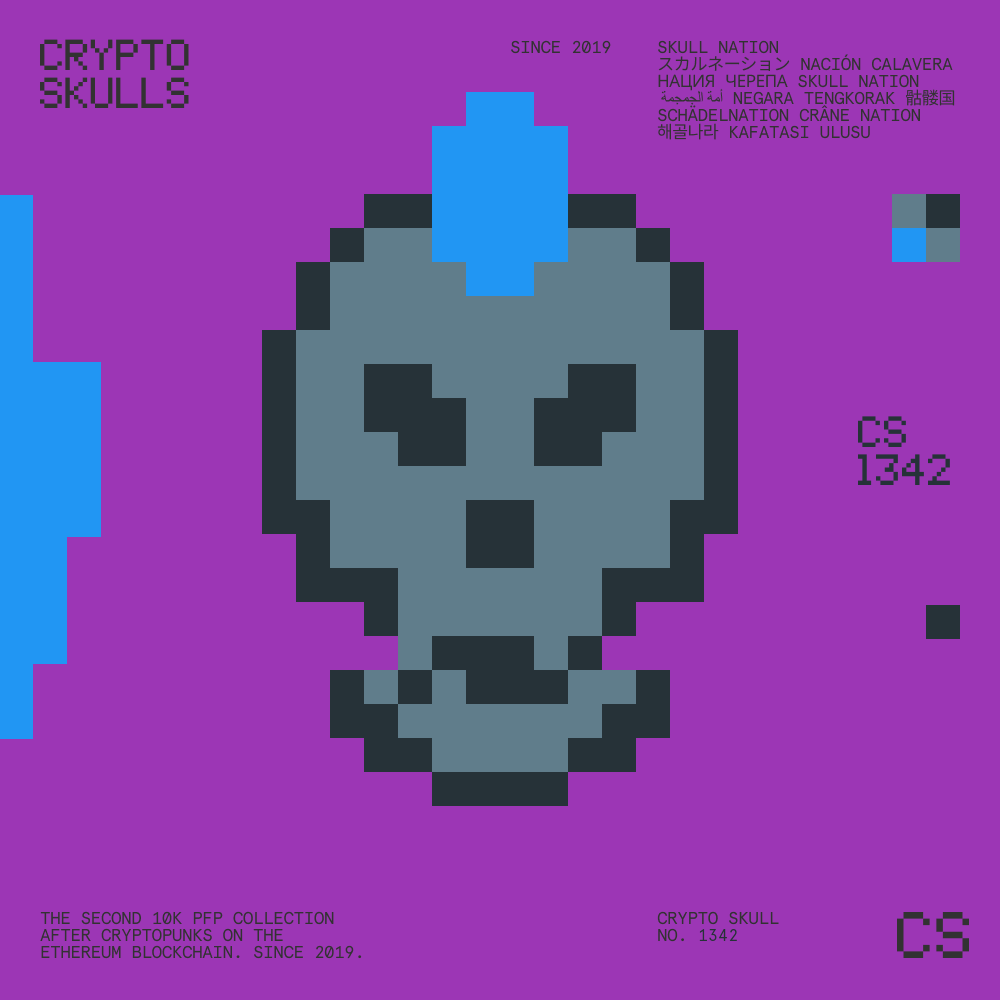 CRYPTO
SKULLS
SINCE 2019
SKULL NATION
スカルネーション NACIÓN CALAVERA
НАЦИЯ ЧЕРЕПА SKULL NATION
أمة الجمجمة NEGARA TENGKORAK 骷髅国
SCHÄDELNATION CRÂNE NATION
해골나라 KAFATASI ULUSU
CS
1342
THE SECOND 10K PFP COLLECTION
AFTER CRYPTOPUNKS ON THE
ETHEREUM BLOCKCHAIN. SINCE 2019.
CRYPTO SKULL
NO. 1342
CS